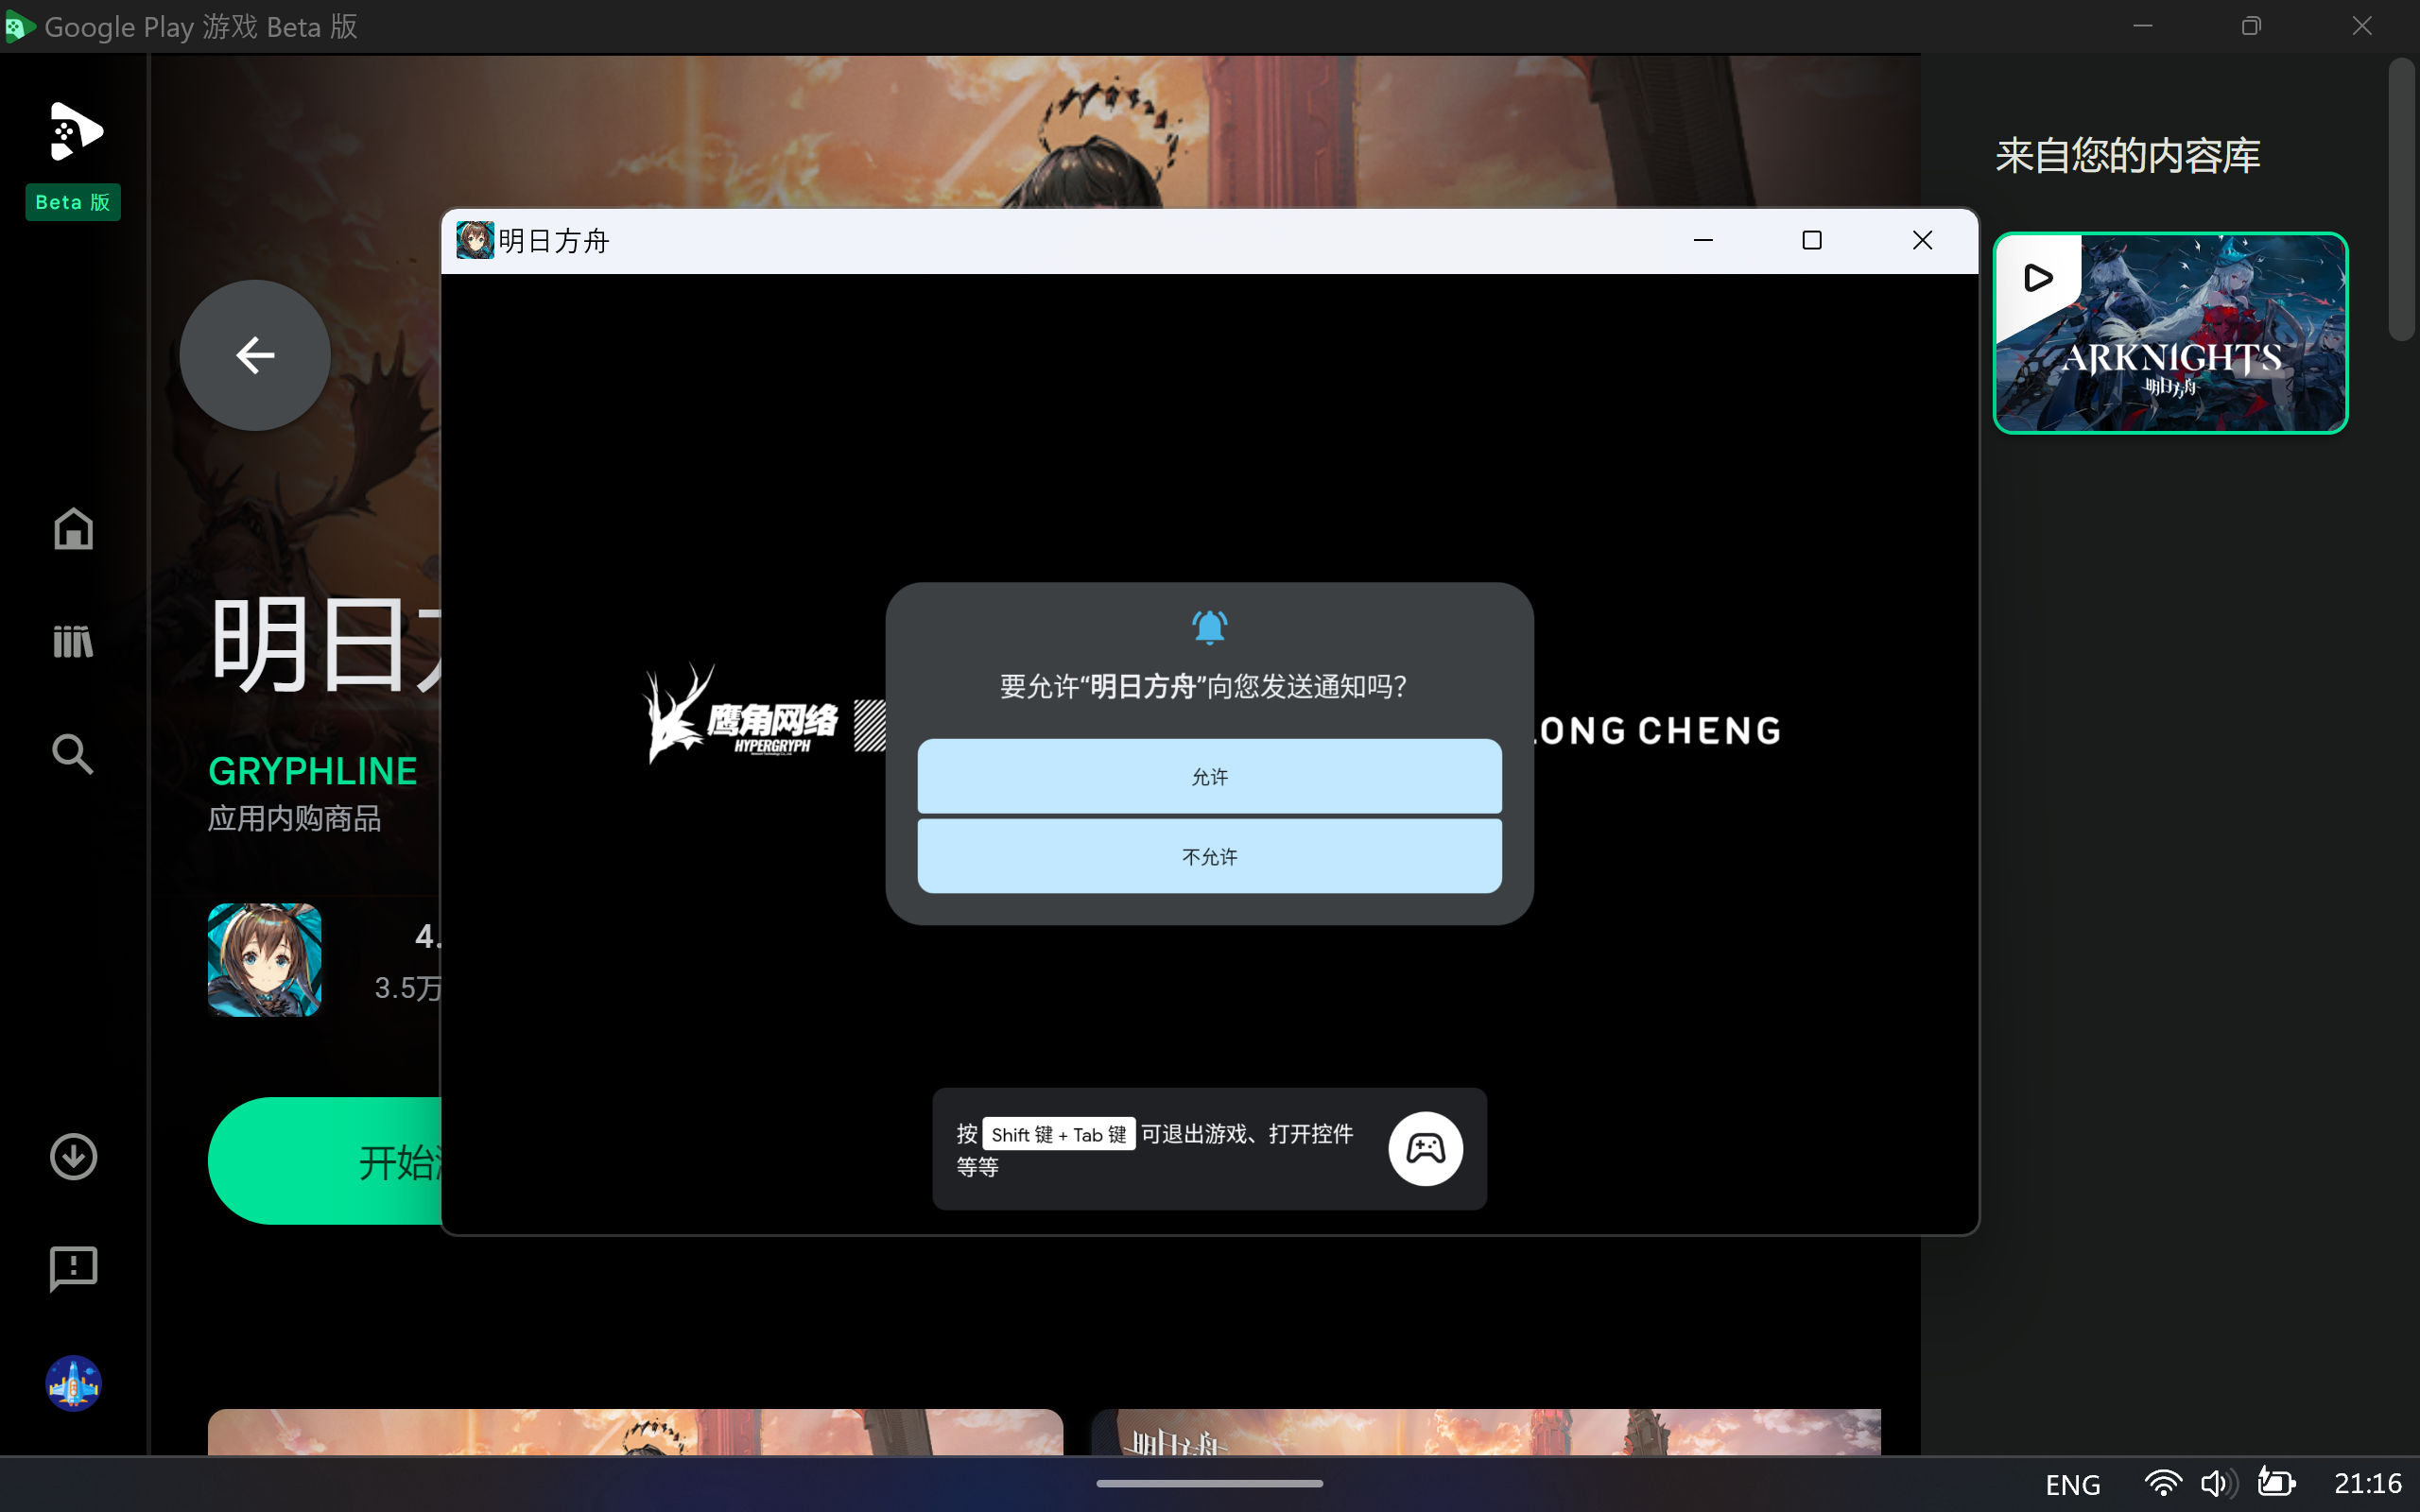 Google Play 游戏 Beta 版
Beta 版
来自您的内容库
ARKNIGHTS
明日方舟
明日方舟
要允许“明日方舟”向您发送通知吗?
允许
不允许
鹰角网络
HYPERGRYPH
LONG CHENG
按 Shift 键 + Tab 键 可退出游戏、打开控件
等等
明日方
GRYPHLINE
应用内购商品
4.
3.5万
开始
明日方舟
ENG
21:16